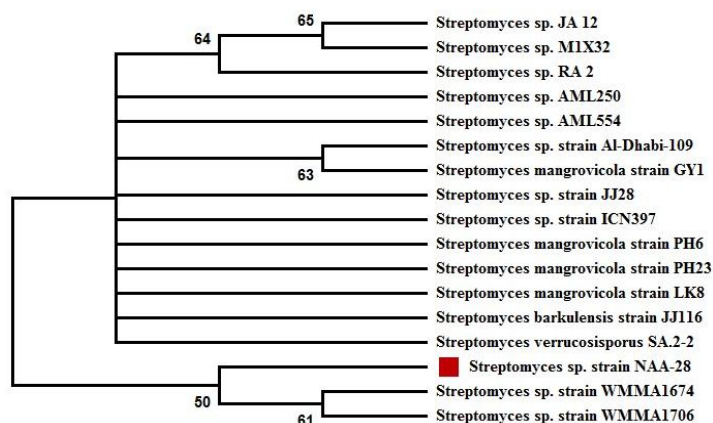 65
Streptomyces sp. JA 12
64
Streptomyces sp. M1X32
Streptomyces sp. RA 2
Streptomyces sp. AML250
Streptomyces sp. AML554
Streptomyces sp. strain Al-Dhabi-109
63
Streptomyces mangrovicola strain GY1
Streptomyces sp. strain JJ28
Streptomyces sp. strain ICN397
Streptomyces mangrovicola strain PH6
Streptomyces mangrovicola strain PH23
Streptomyces mangrovicola strain LK8
Streptomyces barkulensis strain JJ116
Streptomyces verrucosisporus SA.2-2
Streptomyces sp. strain NAA-28
50
Streptomyces sp. strain WMMA1674
61
Streptomyces sp. strain WMMA1706